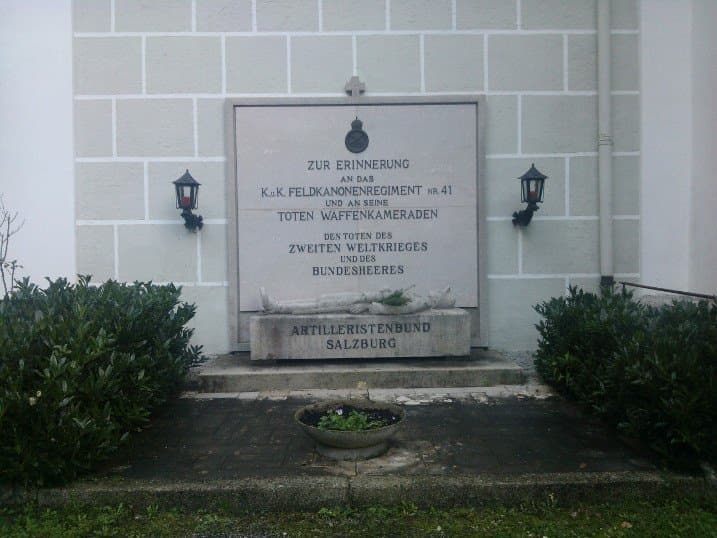 ZUR ERINNERUNG
AN DAS
K.u.K. FELDKANONENREGIMENT NR. 41
UND AN SEINE
TOTEN WAFFENKAMERADEN
DEN TOTEN DES
ZWEITEN WELTKRIEGES
UND DES
BUNDESHEERES
ARTILLERISTENBUND
SALZBURG